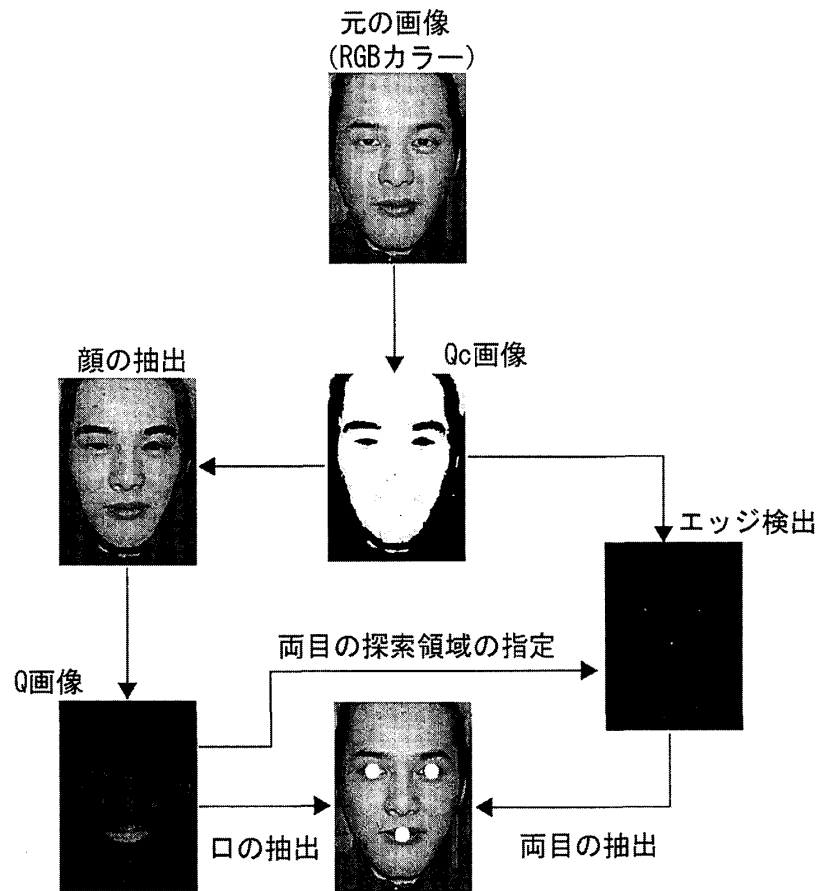 元の画像
(RGBカラー)
Qc画像
顔の抽出
エッジ検出
両目の探索領域の指定
Q画像
口の抽出
両目の抽出